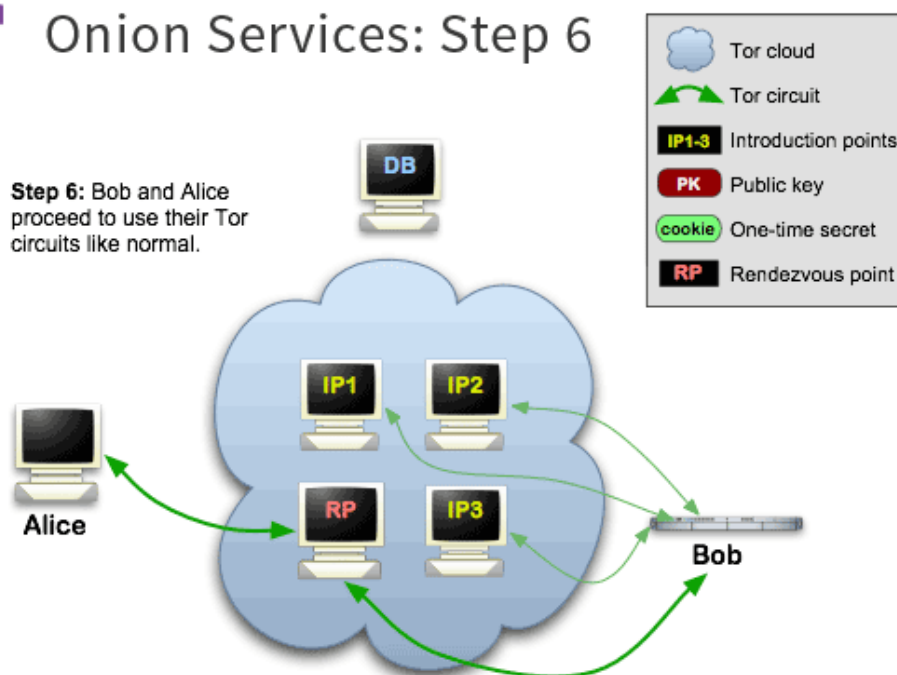 Onion Services: Step 6
Tor cloud
Tor circuit
IP1-3 Introduction points
PK Public key
cookie One-time secret
RP Rendezvous point
DB
Step 6: Bob and Alice
proceed to use their Tor
circuits like normal.
IP1 IP2
Alice
RP IP3
Bob